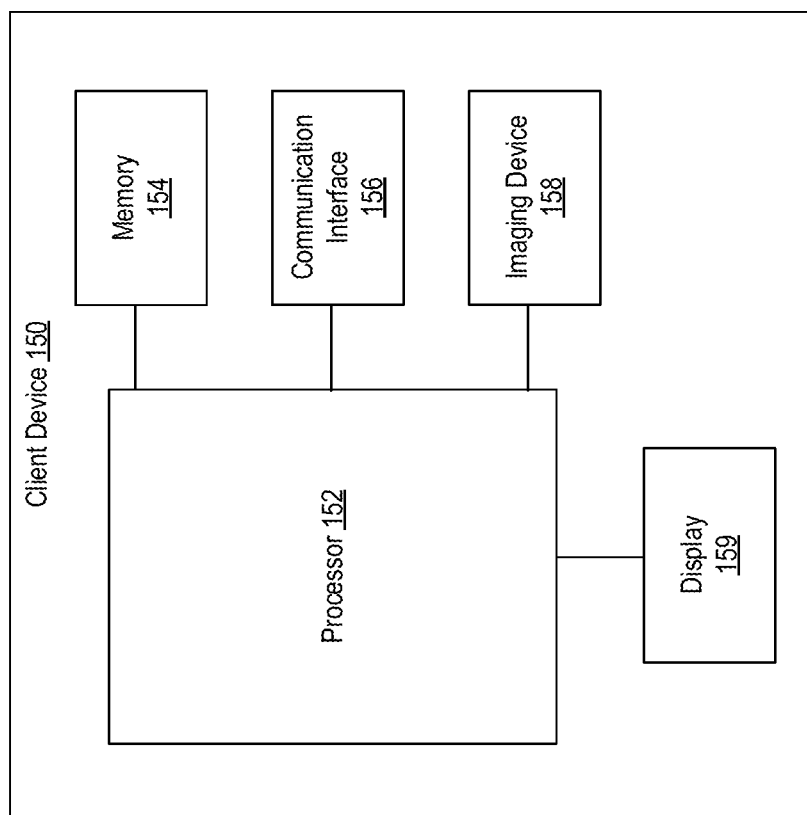 Client Device 150
Memory
154
Communication
Interface
156
Imaging Device
158
Processor 152
Display
159